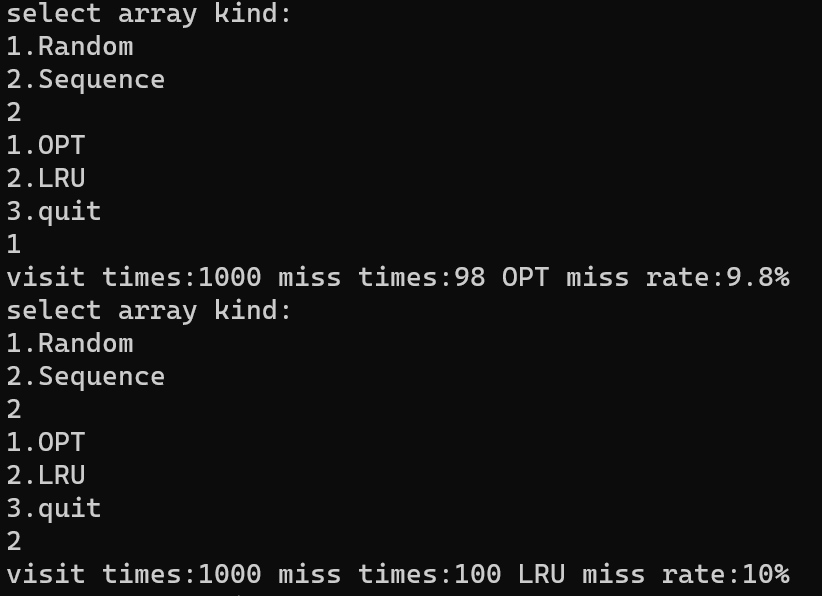 select array kind:
1.Random
2.Sequence
2
1.OPT
2.LRU
3.quit
1
visit times:1000 miss times:98 OPT miss rate:9.8%
select array kind:
1.Random
2.Sequence
2
1.OPT
2.LRU
3.quit
2
visit times:1000 miss times:100 LRU miss rate:10%